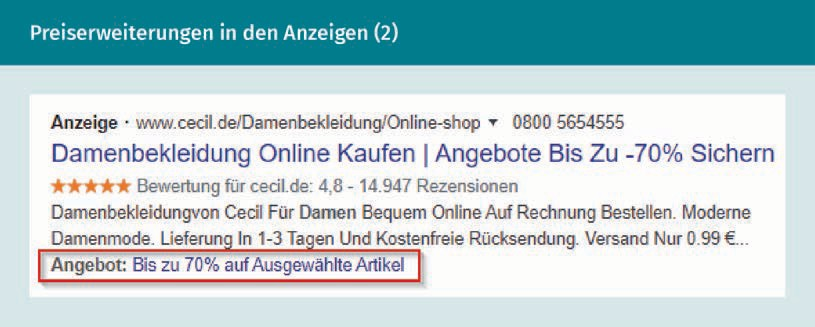 Preiserweiterungen in den Anzeigen (2)
Anzeige · www.cecil.de/Damenbekleidung/Online-shop ▼ 0800 5654555
Damenbekleidung Online Kaufen | Angebote Bis Zu -70% Sichern
★★★★★ Bewertung für cecil.de: 4,8 - 14.947 Rezensionen
Damenbekleidungvon Cecil Für Damen Bequem Online Auf Rechnung Bestellen. Moderne
Damenmode. Lieferung In 1-3 Tagen Und Kostenfreie Rücksendung. Versand Nur 0.99 €...
Angebot: Bis zu 70% auf Ausgewählte Artikel